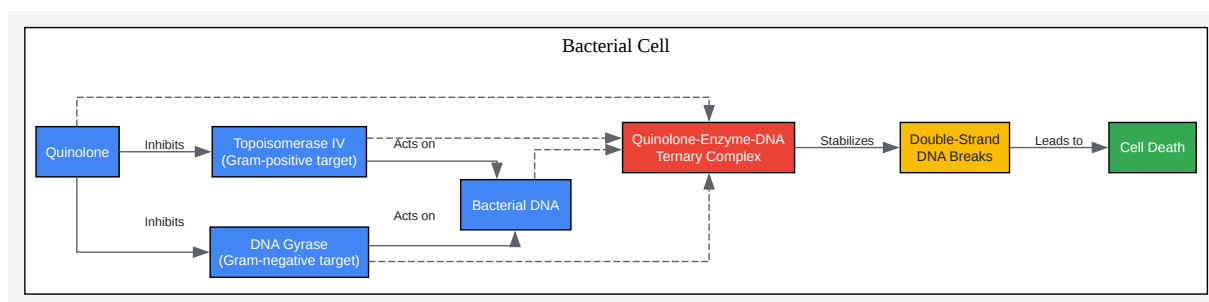 Bacterial Cell
Quinolone
Inhibits
Topoisomerase IV
(Gram-positive target)
Acts on
Quinolone-Enzyme-DNA
Ternary Complex
Stabilizes
Double-Strand
DNA Breaks
Leads to
Cell Death
Bacterial DNA
Inhibits
Acts on
DNA Gyrase
(Gram-negative target)